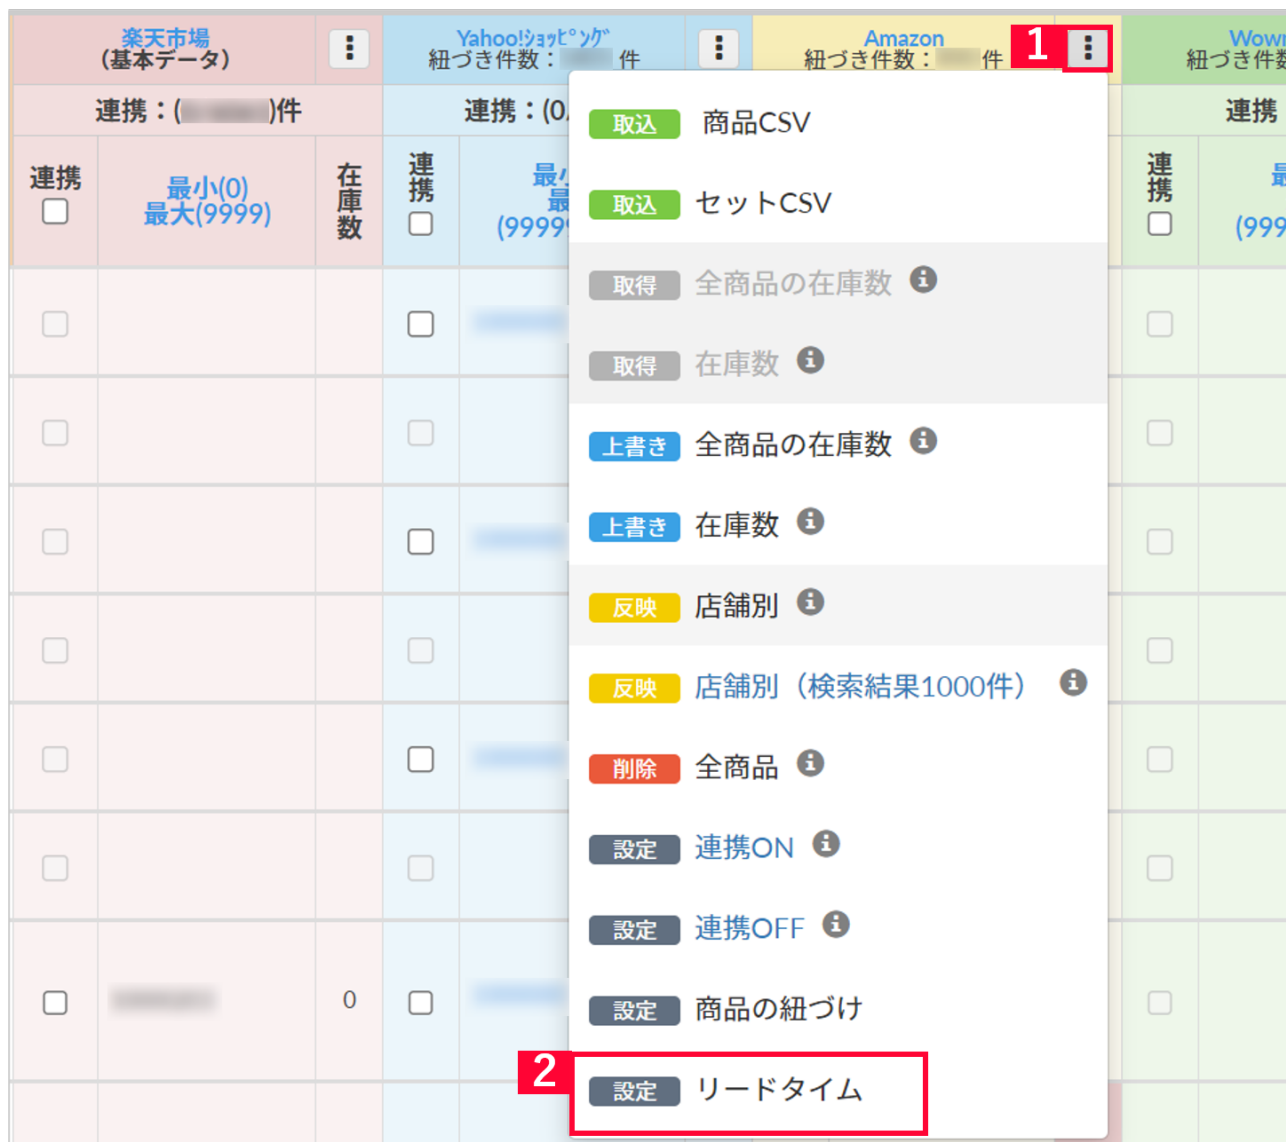 楽天市場
(基本データ)
Yahoo!ｼｮｯﾋﾟﾝｸﾞ
紐づき件数： 件
Amazon
紐づき件数： 件
1
Wow
紐づき件数
連携：( )件
連携：(0
連携
連携
最小(0)
最大(9999)
在庫数
連携
(9999
連携
(999
取込 商品CSV
取込 セットCSV
取得 全商品の在庫数
取得 在庫数
上書き 全商品の在庫数
上書き 在庫数
反映 店舗別
反映 店舗別（検索結果1000件）
削除 全商品
設定 連携ON
設定 連携OFF
0
設定 商品の紐づけ
2
設定 リードタイム